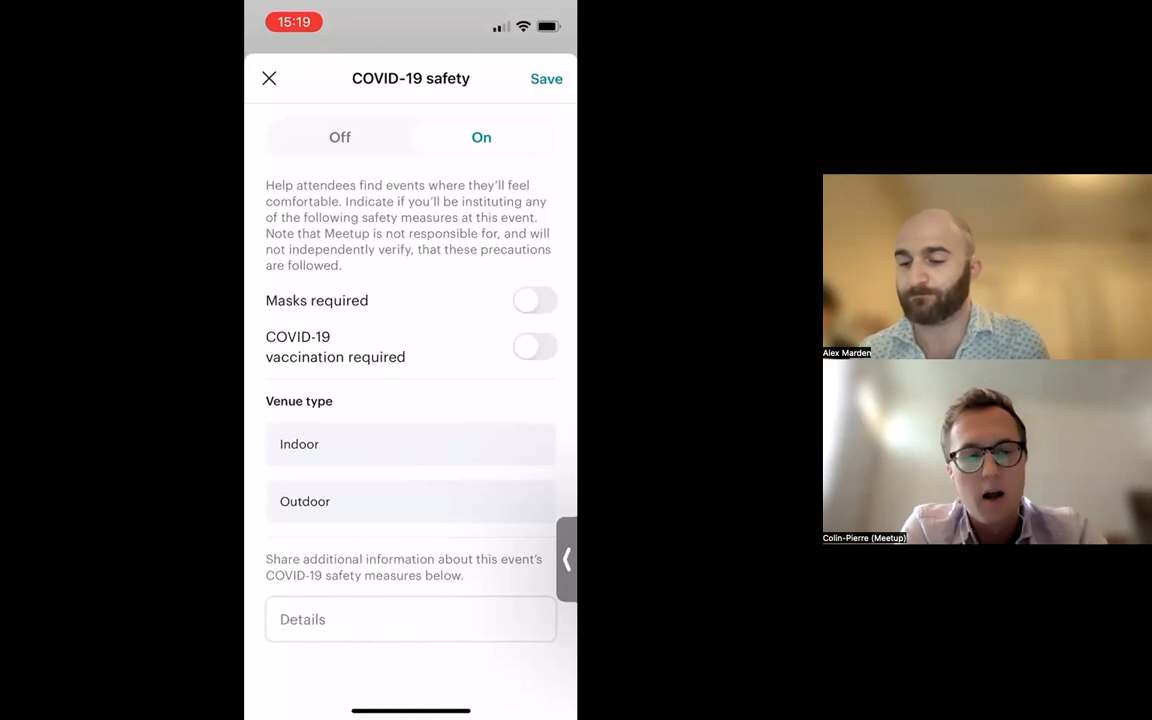 15:19
COVID-19 safety
Save
Off
On
Help attendees find events where they'll feel
comfortable. Indicate if you'll be instituting any
of the following safety measures at this event.
Note that Meetup is not responsible for, and will
not independently verify, that these precautions
are followed.
Masks required
COVID-19
vaccination required
Venue type
Indoor
Outdoor
Share additional information about this event's
COVID-19 safety measures below.
Details
Alex Marden
Colin-Pierre (Meetup)